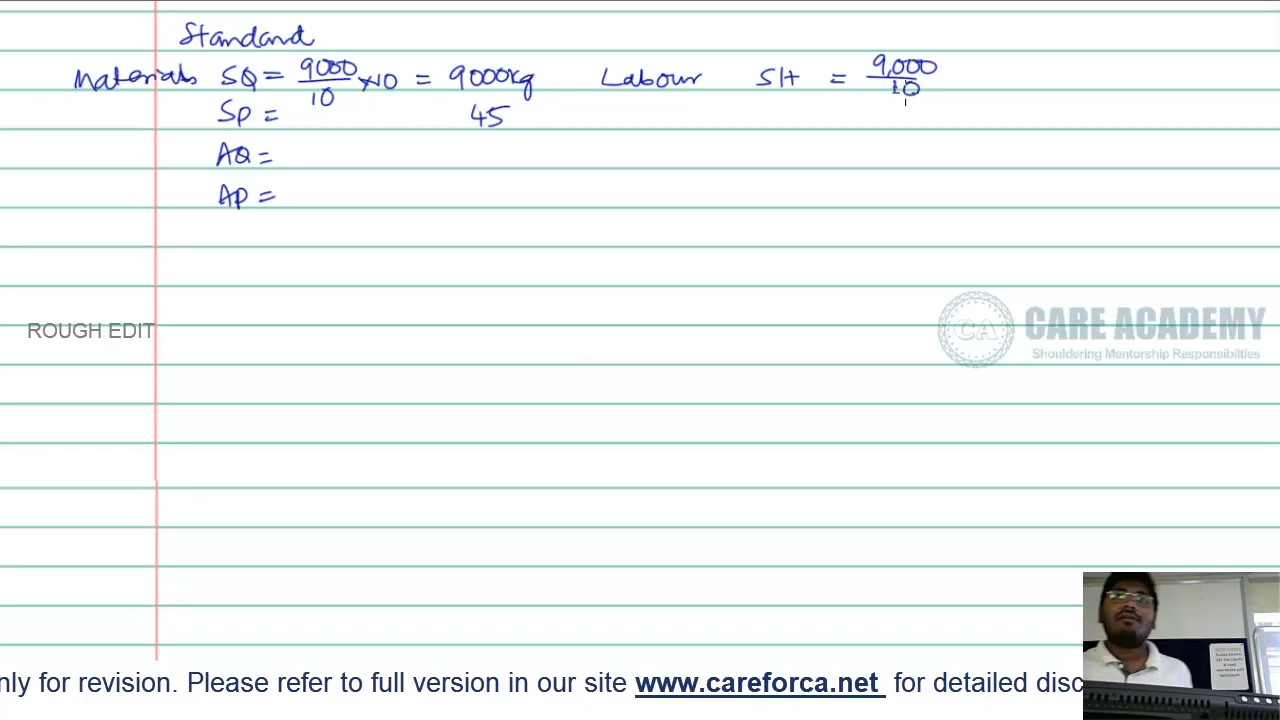 Standard
Materials SQ = 9000/10 × 10 = 9000kg Labour SH = 9,000/10
SP = 45
AQ =
AP =
ROUGH EDIT
CA CARE ACADEMY
Shouldering Mentorship Responsibilties
nly for revision. Please refer to full version in our site www.careforca.net for detailed disc